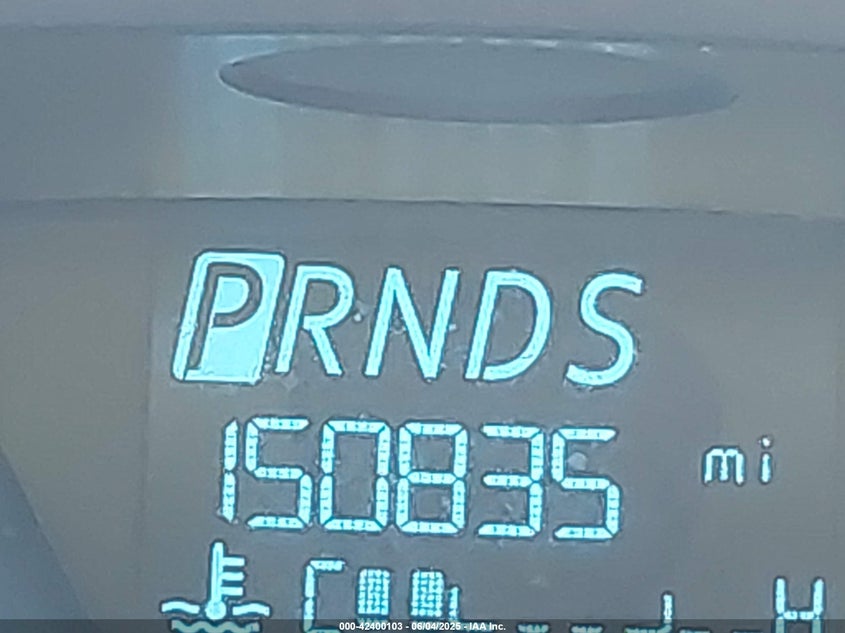 PRNDS
150835 mi
C H
000-42400103 - 06/04/2025 - IAA Inc.